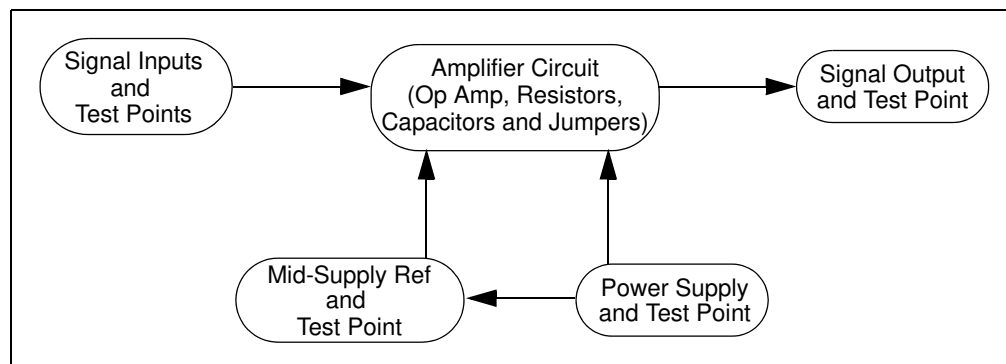 Signal Inputs
and
Test Points
Amplifier Circuit
(Op Amp, Resistors,
Capacitors and Jumpers)
Signal Output
and Test Point
Mid-Supply Ref
and
Test Point
Power Supply
and Test Point